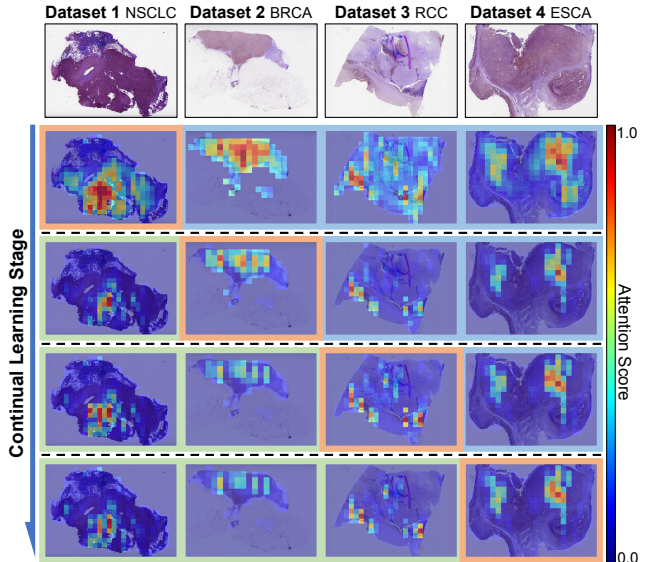 Dataset 1 NSCLC
Dataset 2 BRCA
Dataset 3 RCC
Dataset 4 ESCA
Continual Learning Stage
1.0
Attention Score
0.0